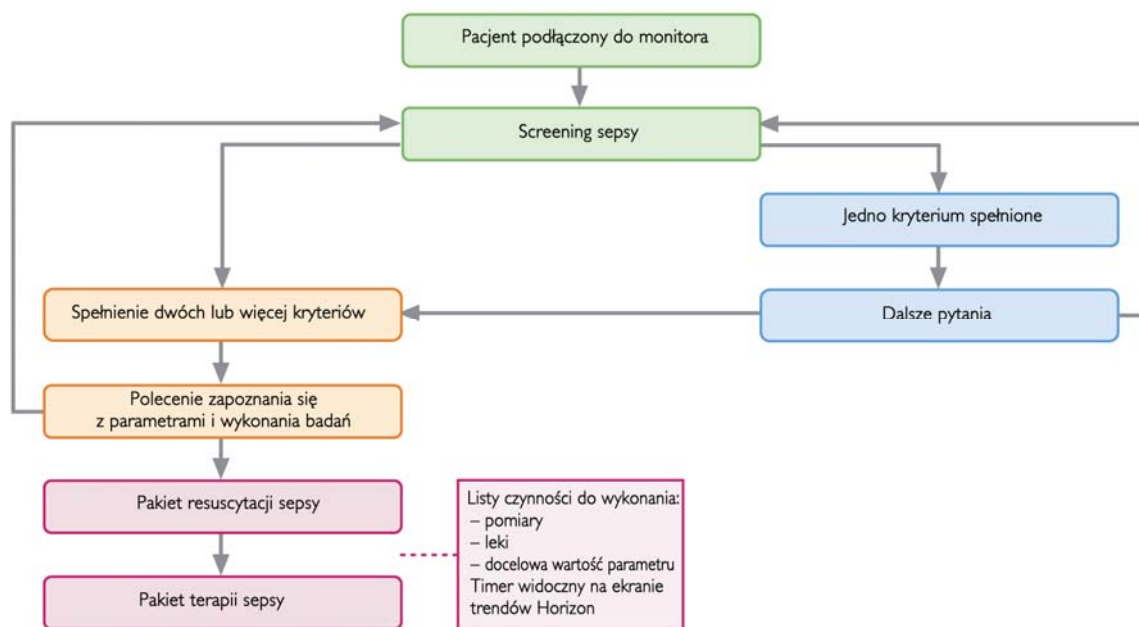 Pacjent podłączony do monitora
Screening sepsy
Jedno kryterium spełnione
Spełnienie dwóch lub więcej kryteriów
Dalsze pytania
Polecenie zapoznania się
z parametrami i wykonania badań
Pakiet resuscytacji sepsy
Listy czynności do wykonania:
– pomiary
– leki
– docelowa wartość parametru
Timer widoczny na ekranie
trendów Horizon
Pakiet terapii sepsy